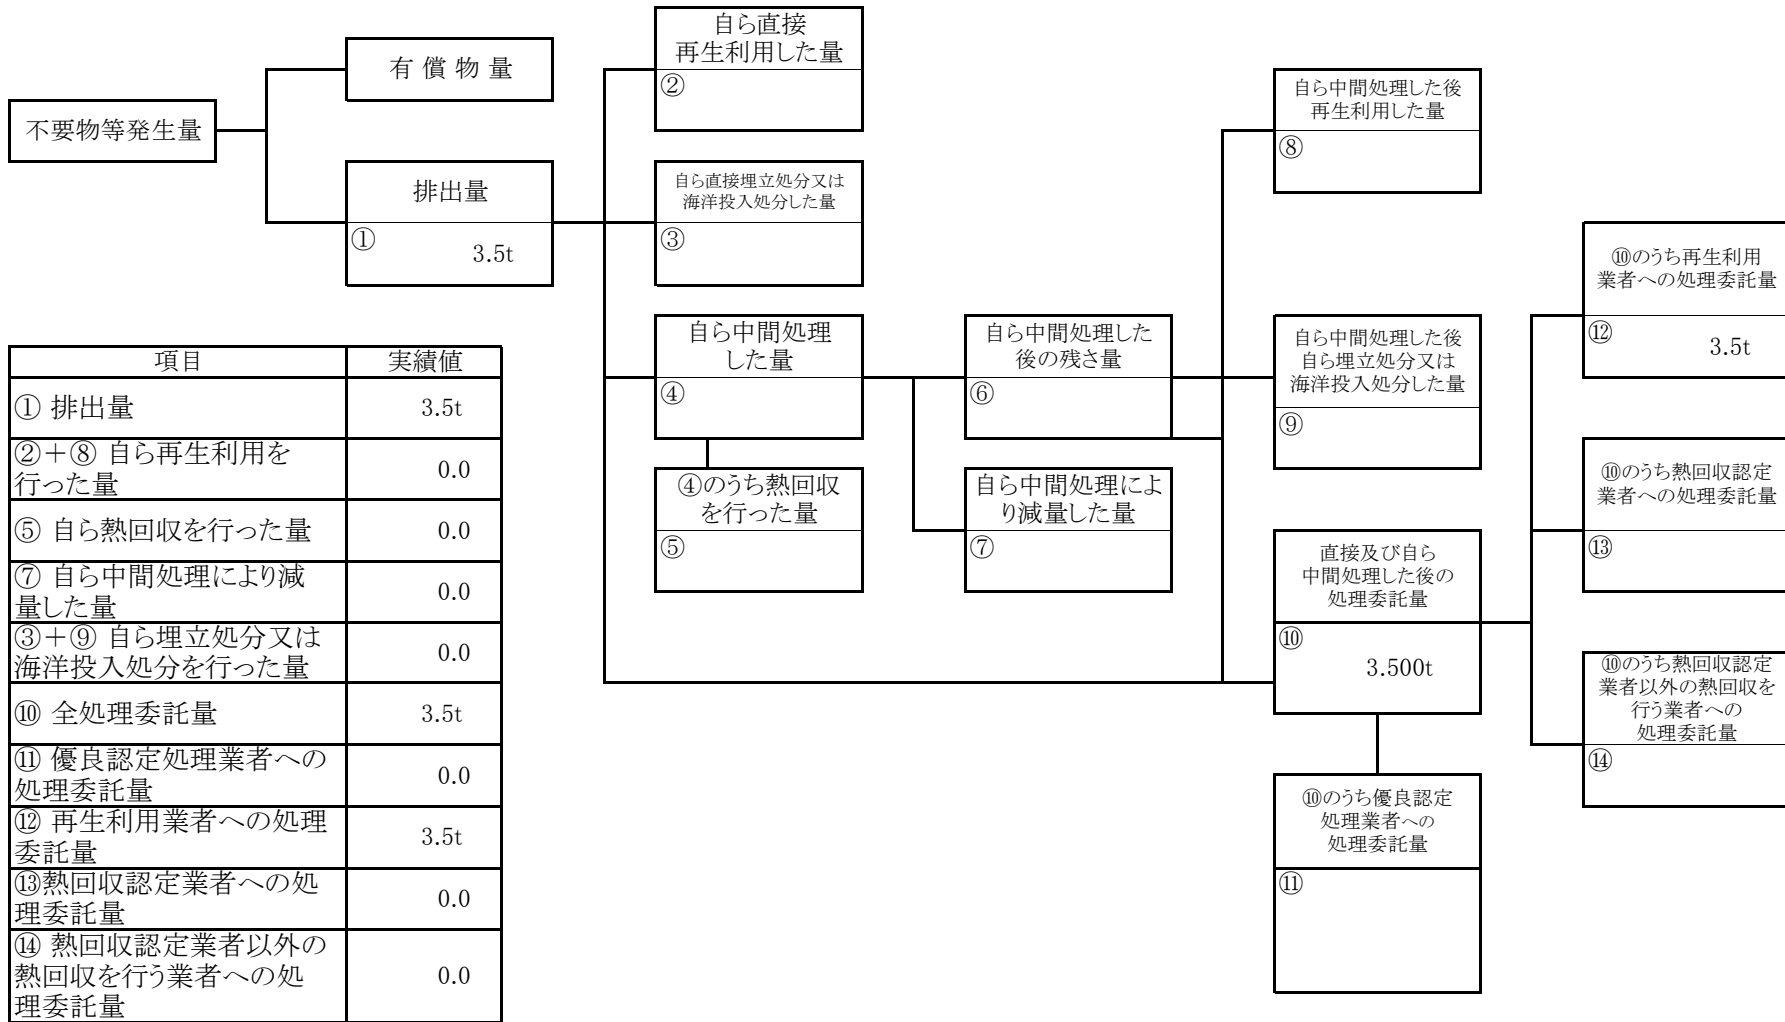 不要物等発生量
有 償 物 量
排出量
①
3.5t
自ら直接
再生利用した量
②
自ら直接埋立処分又は
海洋投入処分した量
③
自ら中間処理
した量
④
④のうち熱回収
を行った量
⑤
自ら中間処理した
後の残さ量
⑥
自ら中間処理によ
り減量した量
⑦
自ら中間処理した後
再生利用した量
⑧
自ら中間処理した後
自ら埋立処分又は
海洋投入処分した量
⑨
直接及び自ら
中間処理した後の
処理委託量
⑩
3.500t
⑩のうち優良認定
処理業者への
処理委託量
⑪
⑩のうち再生利用
業者への処理委託量
⑫
3.5t
⑩のうち熱回収認定
業者への処理委託量
⑬
⑩のうち熱回収認定
業者以外の熱回収を
行う業者への
処理委託量
⑭
項目 実績値
① 排出量 3.5t
②+⑧ 自ら再生利用を
行った量 0.0
⑤ 自ら熱回収を行った量 0.0
⑦ 自ら中間処理により減
量した量 0.0
③+⑨ 自ら埋立処分又は
海洋投入処分を行った量 0.0
⑩ 全処理委託量 3.5t
⑪ 優良認定処理業者への
処理委託量 0.0
⑫ 再生利用業者への処理
委託量 3.5t
⑬熱回収認定業者への処
理委託量 0.0
⑭ 熱回収認定業者以外の
熱回収を行う業者への処
理委託量 0.0